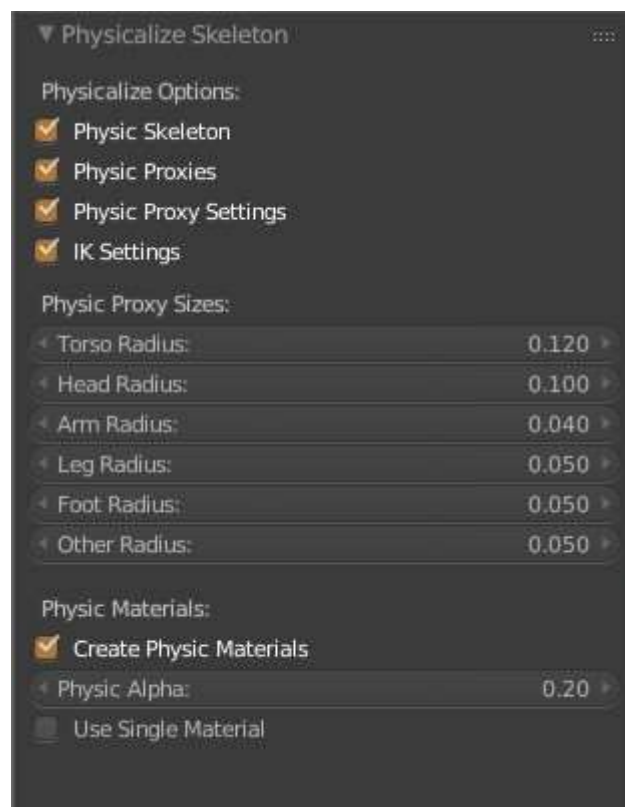 Physicalize Skeleton
Physicalize Options:
Physic Skeleton
Physic Proxies
Physic Proxy Settings
IK Settings
Physic Proxy Sizes:
Torso Radius: 0.120
Head Radius: 0.100
Arm Radius: 0.040
Leg Radius: 0.050
Foot Radius: 0.050
Other Radius: 0.050
Physic Materials:
Create Physic Materials
Physic Alpha: 0.20
Use Single Material